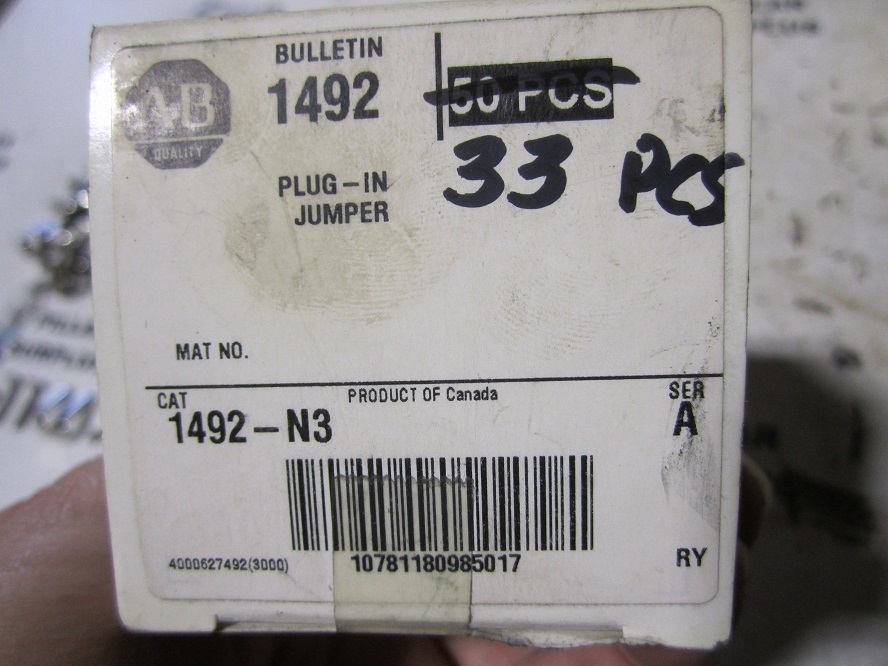 BULLETIN
1492
A-B
QUALITY
50 PCS
33 PCS
PLUG-IN
JUMPER
MAT NO.
CAT
PRODUCT OF Canada
SER
1492-N3
A
4000627492(3000)
10781180985017
RY